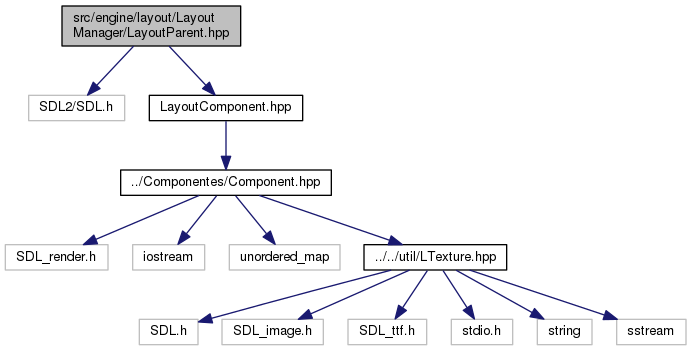 src/engine/layout/Layout
Manager/LayoutParent.hpp
SDL2/SDL.h
LayoutComponent.hpp
../Componentes/Component.hpp
SDL_render.h
iostream
unordered_map
../../util/LTexture.hpp
SDL.h
SDL_image.h
SDL_ttf.h
stdio.h
string
sstream